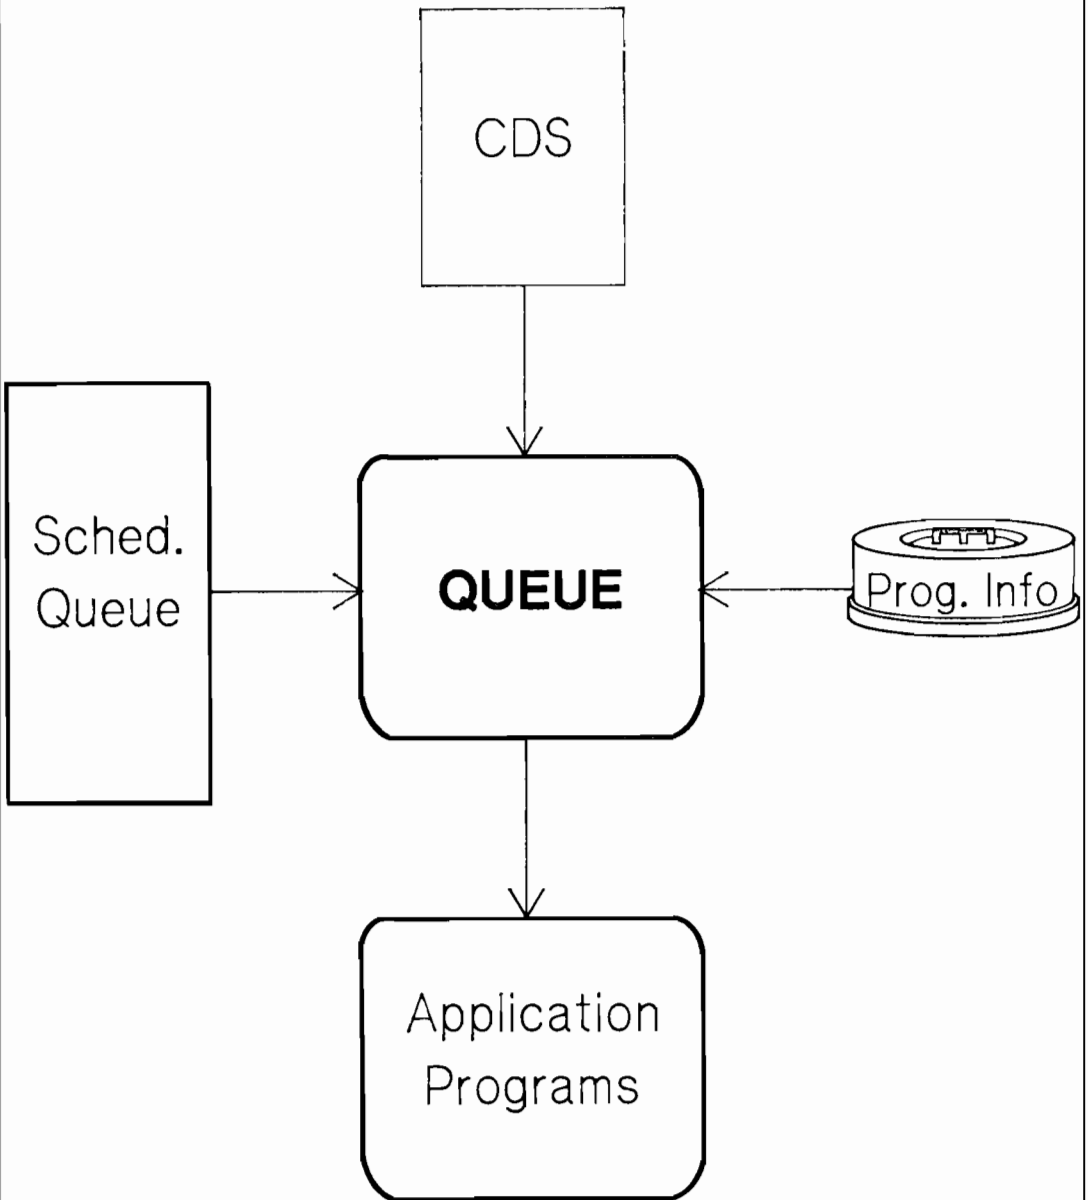 CDS
Sched.
Queue
QUEUE
Prog. Info
Application
Programs